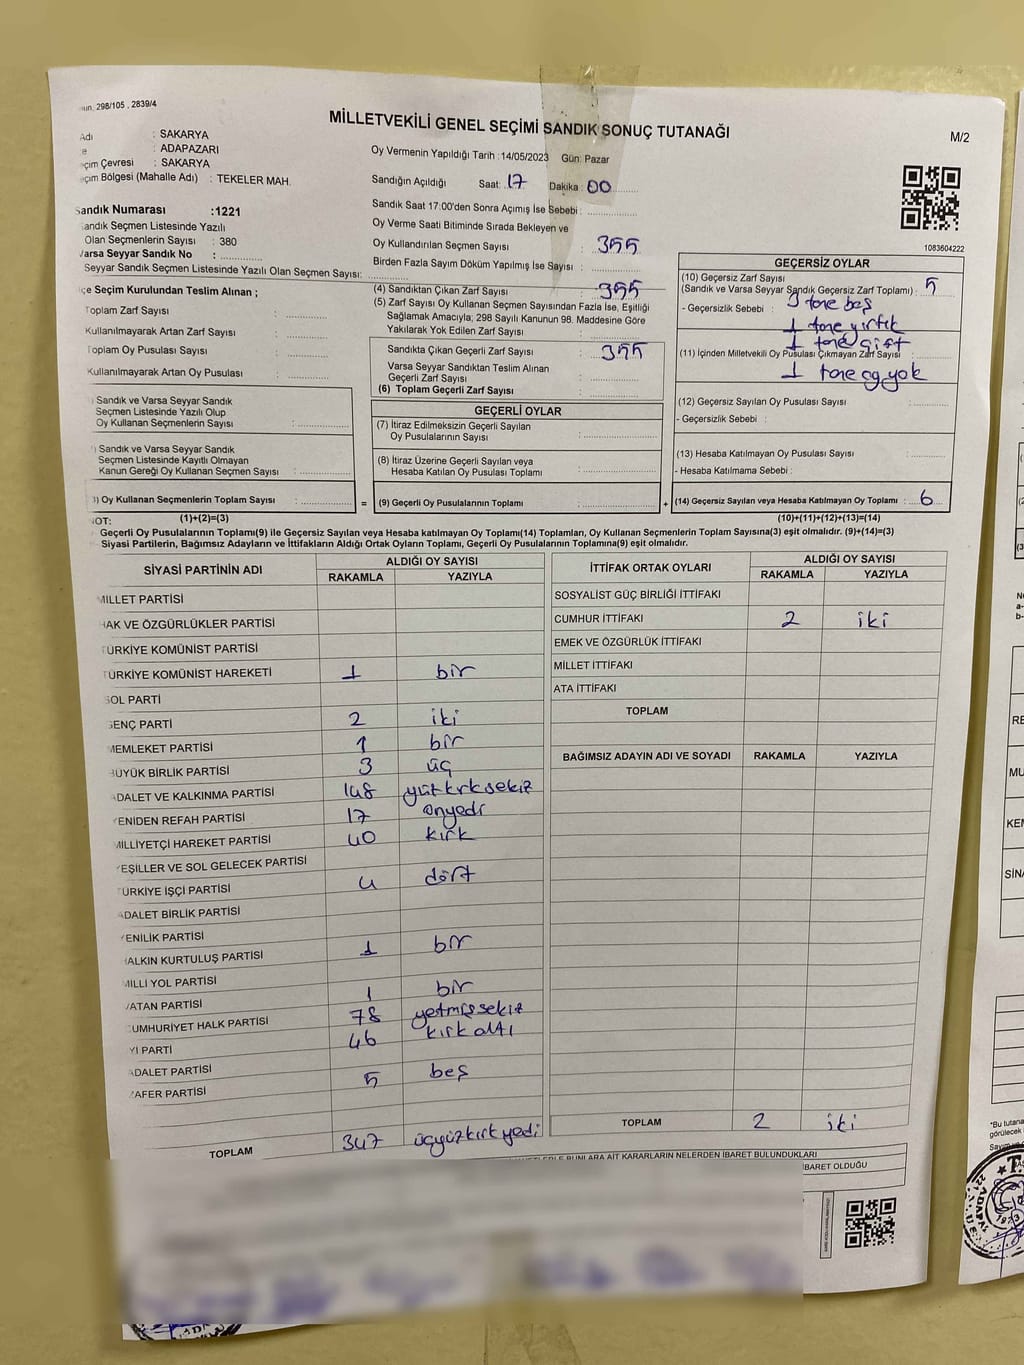 298/105 , 2839/4
MİLLETVEKİLİ GENEL SEÇİMİ SANDIK SONUÇ TUTANAĞI
M/2
Adı : SAKARYA
: ADAPAZARI
çim Çevresi : SAKARYA
çim Bölgesi (Mahalle Adı) : TEKELER MAH.
Oy Vermenin Yapıldığı Tarih :14/05/2023 Gün: Pazar
Sandığın Açıldığı Saat: 17 Dakika : 00
Sandık Saat 17:00'den Sonra Açımış İse Sebebi :
Sandık Numarası :1221
andık Seçmen Listesinde Yazılı
Olan Seçmenlerin Sayısı : 380
Varsa Seyyar Sandık No :
Seyyar Sandık Seçmen Listesinde Yazılı Olan Seçmen Sayısı:
Oy Verme Saati Bitiminde Sırada Bekleyen ve
Oy Kullandırılan Seçmen Sayısı : 355
Birden Fazla Sayım Döküm Yapılmış İse Sayısı :
1083604222
çe Seçim Kurulundan Teslim Alınan ;
Toplam Zarf Sayısı :
Kullanılmayarak Artan Zarf Sayısı :
Toplam Oy Pusulası Sayısı :
Kullanılmayarak Artan Oy Pusulası :
(4) Sandıktan Çıkan Zarf Sayısı : 355
(5) Zarf Sayısı Oy Kullanan Seçmen Sayısından Fazla İse, Eşitliği
Sağlamak Amacıyla; 298 Sayılı Kanunun 98. Maddesine Göre
Yakılarak Yok Edilen Zarf Sayısı :
Sandıkta Çıkan Geçerli Zarf Sayısı : 355
Varsa Seyyar Sandıktan Teslim Alınan
Geçerli Zarf Sayısı :
(6) Toplam Geçerli Zarf Sayısı :
GEÇERSİZ OYLAR
(10) Geçersiz Zarf Sayısı
(Sandık ve Varsa Seyyar Sandık Geçersiz Zarf Toplamı) : 5
- Geçersizlik Sebebi : 3 tane beş
1 tane yırtık
1 tane çift
(11) İçinden Milletvekili Oy Pusulası Çıkmayan Zarf Sayısı :
1 tane yok
(12) Geçersiz Sayılan Oy Pusulası Sayısı :
- Geçersizlik Sebebi :
(13) Hesaba Katılmayan Oy Pusulası Sayısı :
- Hesaba Katılmama Sebebi :
(14) Geçersiz Sayılan veya Hesaba Katılmayan Oy Toplamı : 6
(10)+(11)+(12)+(13)=(14)
) Sandık ve Varsa Seyyar Sandık
Seçmen Listesinde Yazılı Olup
Oy Kullanan Seçmenlerin Sayısı :
) Sandık ve Varsa Seyyar Sandık
Seçmen Listesinde Kayıtlı Olmayan
Kanun Gereği Oy Kullanan Seçmen Sayısı :
) Oy Kullanan Seçmenlerin Toplam Sayısı :
(1)+(2)=(3)
GEÇERLİ OYLAR
(7) İtiraz Edilmeksizin Geçerli Sayılan
Oy Pusulalarının Sayısı :
(8) İtiraz Üzerine Geçerli Sayılan veya
Hesaba Katılan Oy Pusulası Toplamı :
= (9) Geçerli Oy Pusulalarının Toplamı : +
NOT:
Geçerli Oy Pusulalarının Toplamı(9) ile Geçersiz Sayılan veya Hesaba katılmayan Oy Toplamı(14) Toplamları, Oy Kullanan Seçmenlerin Toplam Sayısına(3) eşit olmalıdır. (9)+(14)=(3)
Siyasi Partilerin, Bağımsız Adayların ve İttifakların Aldığı Ortak Oyların Toplamı, Geçerli Oy Pusulalarının Toplamına(9) eşit olmalıdır.
SİYASİ PARTİNİN ADI ALDIĞI OY SAYISI
RAKAMLA YAZIYLA
MİLLET PARTİSİ
HAK VE ÖZGÜRLÜKLER PARTİSİ
TÜRKİYE KOMÜNİST PARTİSİ
TÜRKİYE KOMÜNİST HAREKETİ 1 bir
SOL PARTİ
GENÇ PARTİ 2 iki
MEMLEKET PARTİSİ 1 bir
BÜYÜK BİRLİK PARTİSİ 3 üç
ADALET VE KALKINMA PARTİSİ 148 yüzkırksekiz
YENİDEN REFAH PARTİSİ 17 onyedi
MİLLİYETÇİ HAREKET PARTİSİ 40 kırk
YEŞİLLER VE SOL GELECEK PARTİSİ
TÜRKİYE İŞÇİ PARTİSİ 4 dört
ADALET BİRLİK PARTİSİ
YENİLİK PARTİSİ
HALKIN KURTULUŞ PARTİSİ 1 bir
MİLLİ YOL PARTİSİ
VATAN PARTİSİ 1 bir
CUMHURİYET HALK PARTİSİ 78 yetmişsekiz
İYİ PARTİ 46 kırkaltı
ADALET PARTİSİ
ZAFER PARTİSİ 5 beş
TOPLAM 347 üçyüzkırkyedi
İTTİFAK ORTAK OYLARI ALDIĞI OY SAYISI
RAKAMLA YAZIYLA
SOSYALİST GÜÇ BİRLİĞİ İTTİFAKI
CUMHUR İTTİFAKI 2 iki
EMEK VE ÖZGÜRLÜK İTTİFAKI
MİLLET İTTİFAKI
ATA İTTİFAKI
TOPLAM
BAĞIMSIZ ADAYIN ADI VE SOYADI RAKAMLA YAZIYLA
TOPLAM 2 iki
BUNLARA AİT KARARLARIN NELERDEN İBARET BULUNDUKLARI
İBARET OLDUĞU